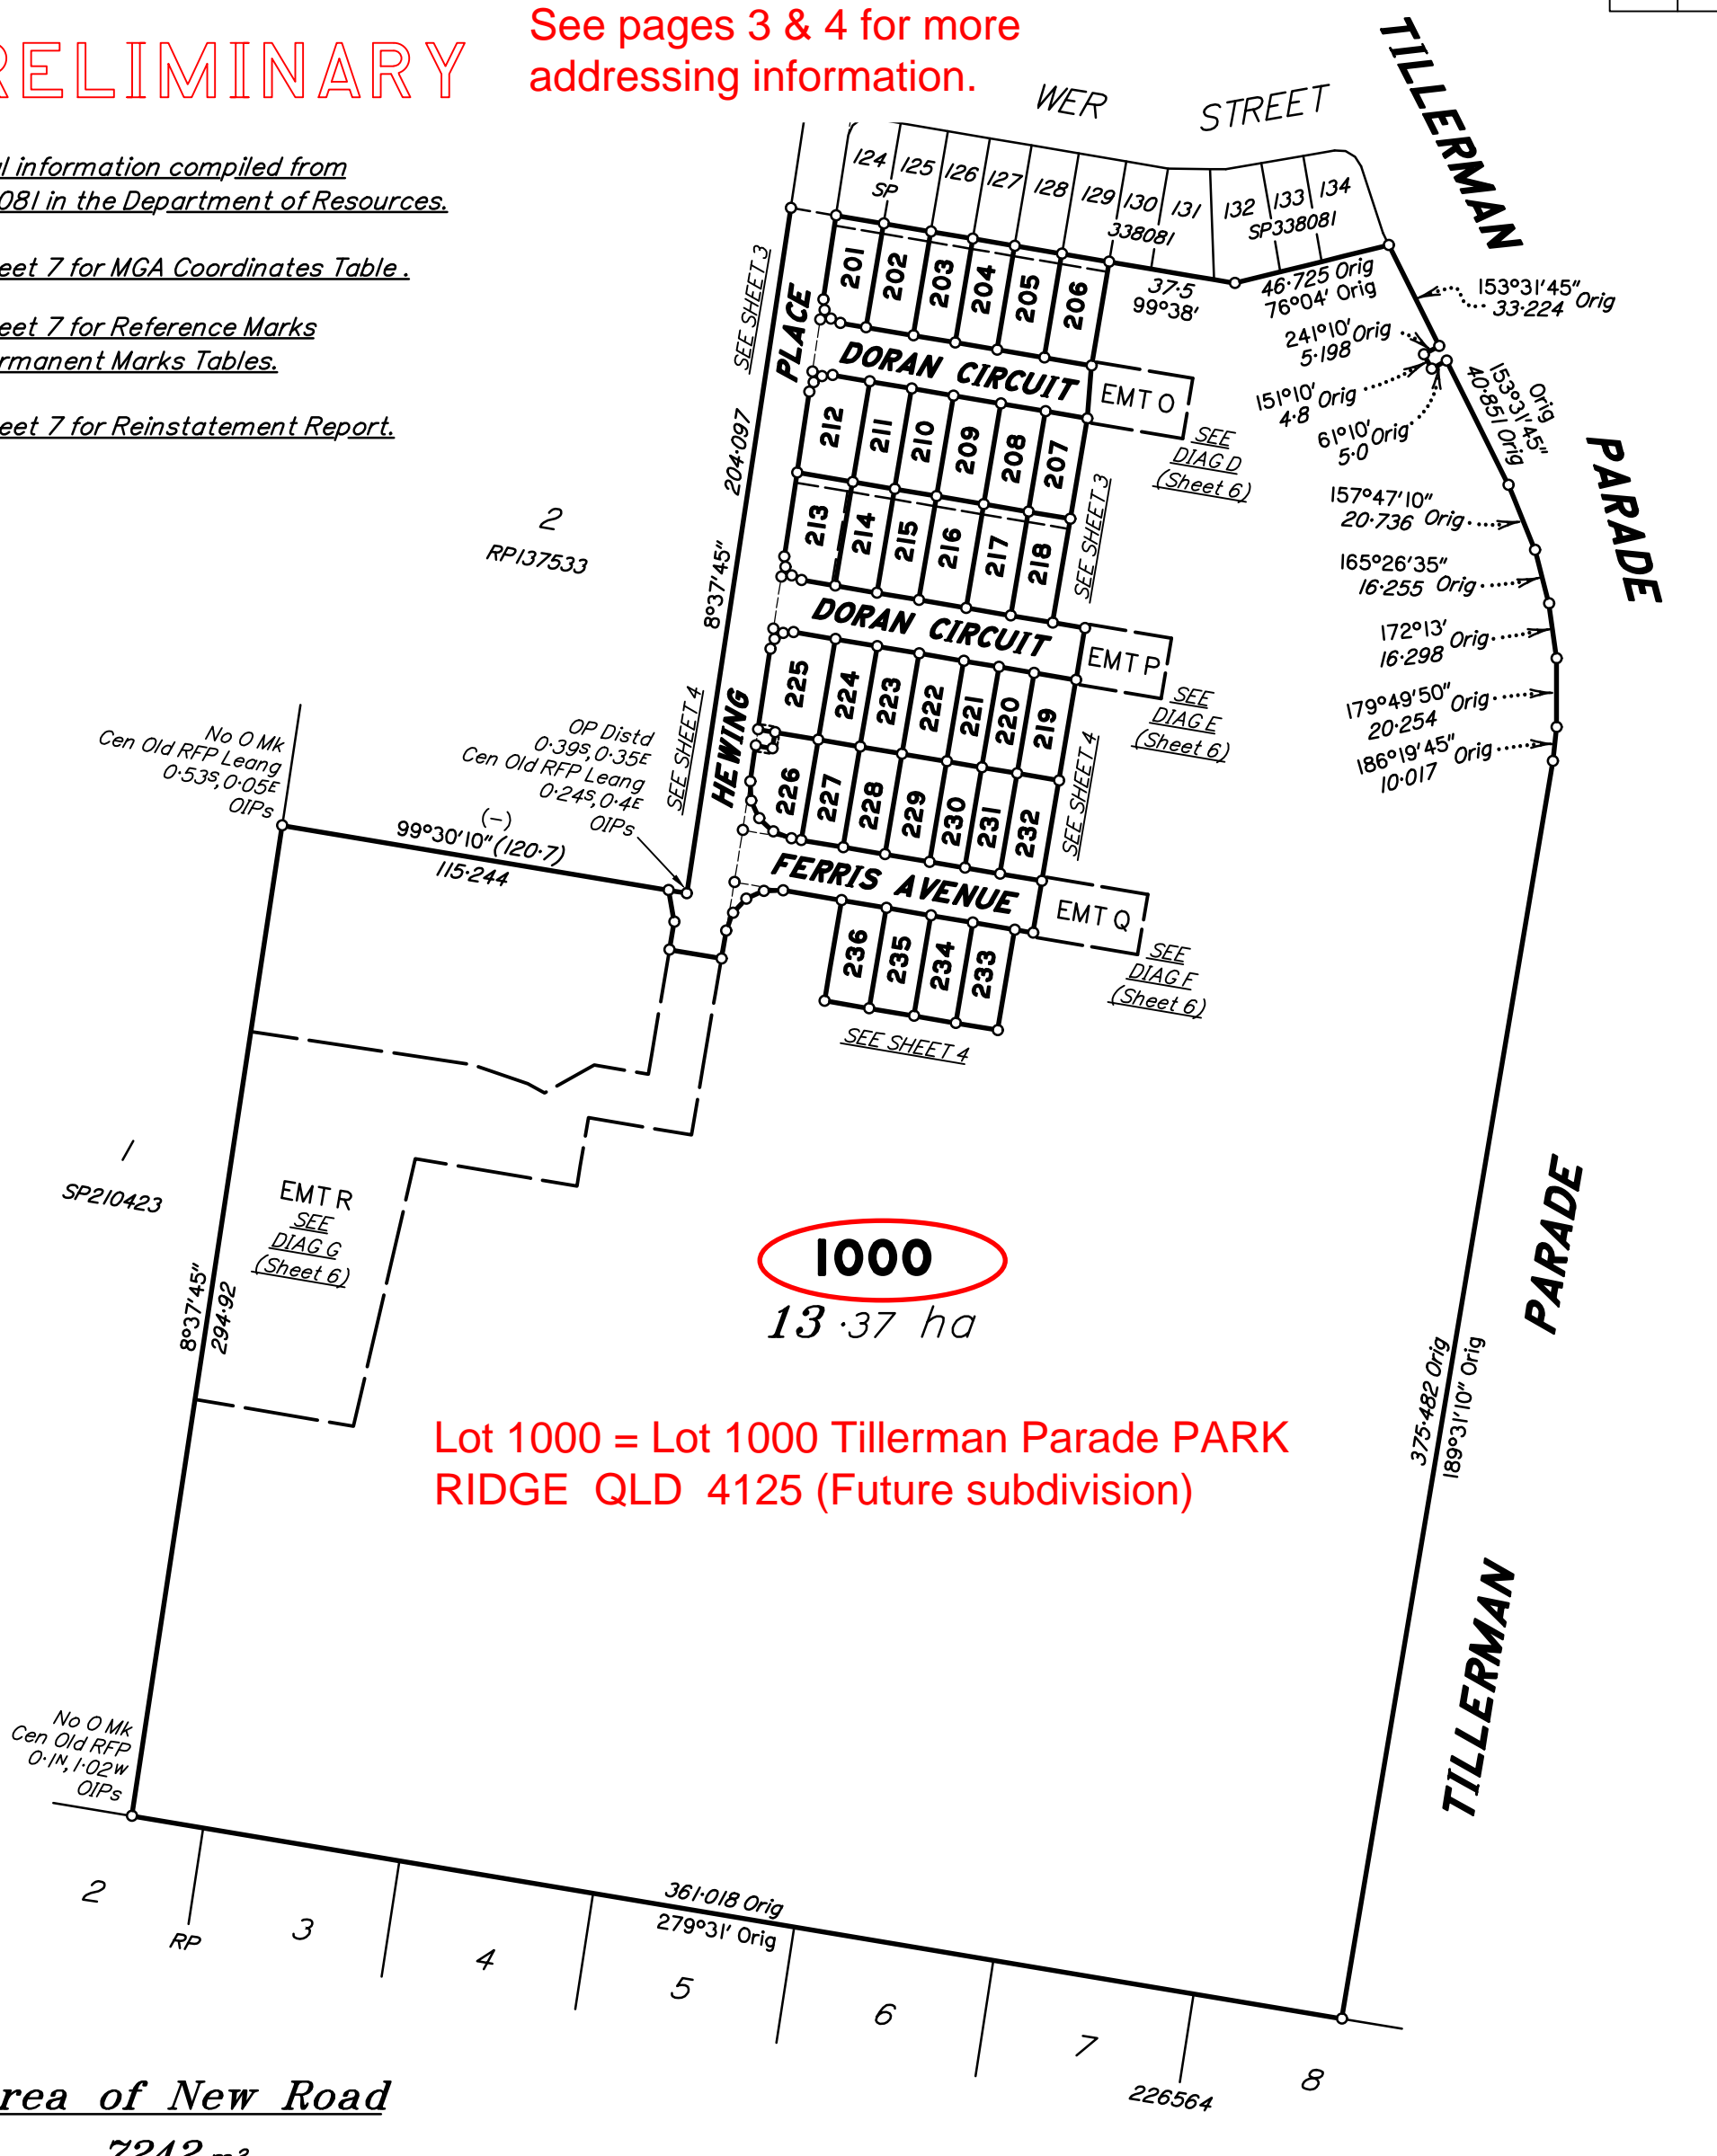 See pages 3 & 4 for more
addressing information.
RELIMINARY
l information compiled from
081 in the Department of Resources.
eet 7 for MGA Coordinates Table .
eet 7 for Reference Marks
rmanent Marks Tables.
eet 7 for Reinstatement Report.
WER STREET
TILLERMAN
PARADE
124
125
126
127
128
129
130
131
132
133
134
SP
338081
SP338081
201
202
203
204
205
206
37·5
99°38'
46·725 Orig
76°04' Orig
153°31'45" Orig
33·224
241°10' Orig
5·198
151°10' Orig
4·8
61°10' Orig
5·0
153°31'45" Orig
40·851 Orig
157°47'10"
20·736 Orig
165°26'35"
16·255 Orig
172°13' Orig
16·298
179°49'50" Orig
20·254
186°19'45" Orig
10·017
SEE SHEET 3
PLACE
DORAN CIRCUIT
EMT O
SEE
DIAG D
(Sheet 6)
212
211
210
209
208
207
204·097
8°37'45"
2
RP137533
213
214
215
216
217
218
SEE SHEET 3
DORAN CIRCUIT
EMT P
SEE
DIAG E
(Sheet 6)
225
224
223
222
221
220
219
HEWING
SEE SHEET 4
SEE SHEET 4
No O Mk
Cen Old RFP Leang
0·53S, 0·05E
OIPs
OP Distd
0·39S, 0·35E
Cen Old RFP Leang
0·24S, 0·4E
OIPs
(-)
99°30'10" (120·7)
115·244
226
227
228
229
230
231
232
FERRIS AVENUE
EMT Q
SEE
DIAG F
(Sheet 6)
236
235
234
233
SEE SHEET 4
1
SP210423
EMT R
SEE
DIAG G
(Sheet 6)
8°37'45"
294·92
1000
13 ·37 ha
Lot 1000 = Lot 1000 Tillerman Parade PARK
RIDGE QLD 4125 (Future subdivision)
PARADE
375·482 Orig
189°31'10" Orig
TILLERMAN
No O Mk
Cen Old RFP
0·1N, 1·02W
OIPs
361·018 Orig
279°31' Orig
2
RP
3
4
5
6
7
226564
8
rea of New Road
7242 m²